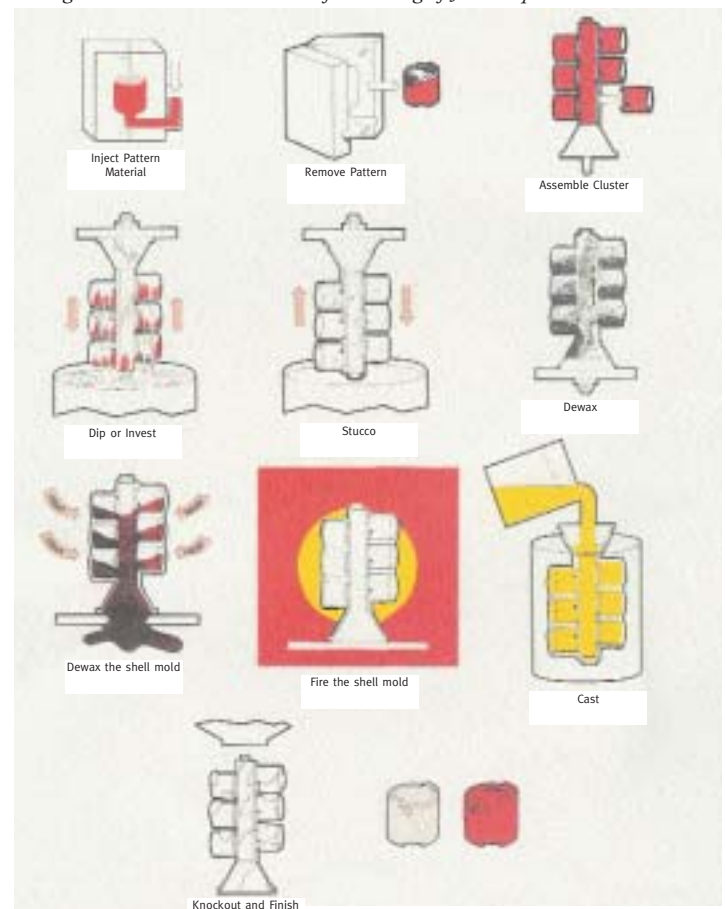 Inject Pattern
Material
Remove Pattern
Assemble Cluster
Dip or Invest
Stucco
Dewax
Dewax the shell mold
Fire the shell mold
Cast
Knockout and Finish